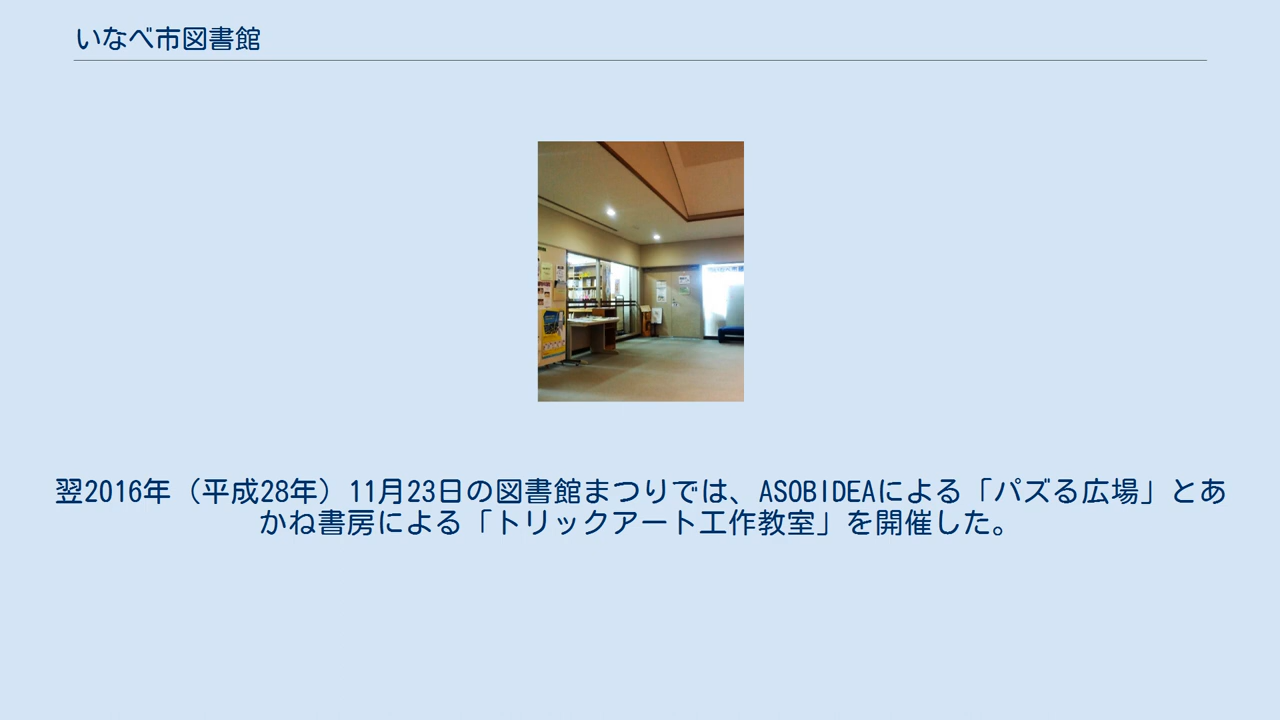 いなべ市図書館
翌2016年（平成28年）11月23日の図書館まつりでは、ASOBIDEAによる「パズる広場」とあ
かね書房による「トリックアート工作教室」を開催した。